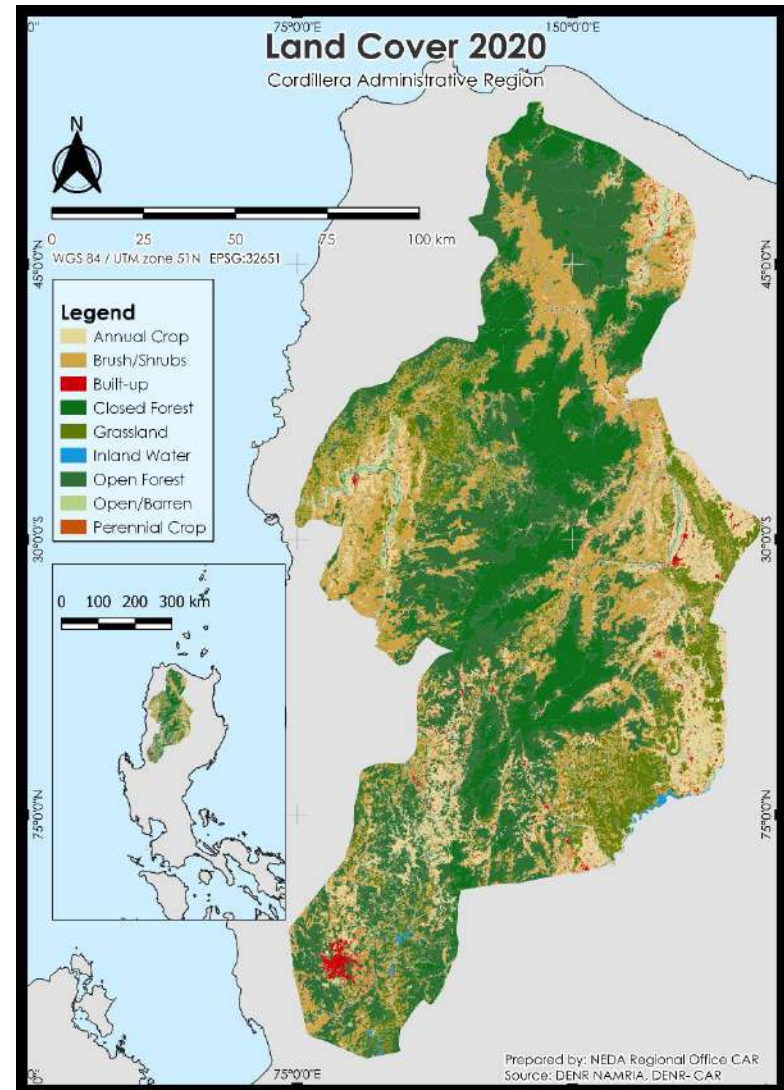 0°
75°0'0"E
150°0'0"E
Land Cover 2020
Cordillera Administrative Region
N
0 25 50 75 100 km
WGS 84 / UTM zone 51N EPSG:32651
45°0'0"N
45°0'0"N
Legend
Annual Crop
Brush/Shrubs
Built-up
Closed Forest
Grassland
Inland Water
Open Forest
Open/Barren
Perennial Crop
30°0'0"S
30°0'0"S
0 100 200 300 km
75°0'0"N
75°0'0"N
Prepared by: NEDA Regional Office CAR
Source: DENR NAMRIA, DENR- CAR
75°0'0"E
150°0'0"E